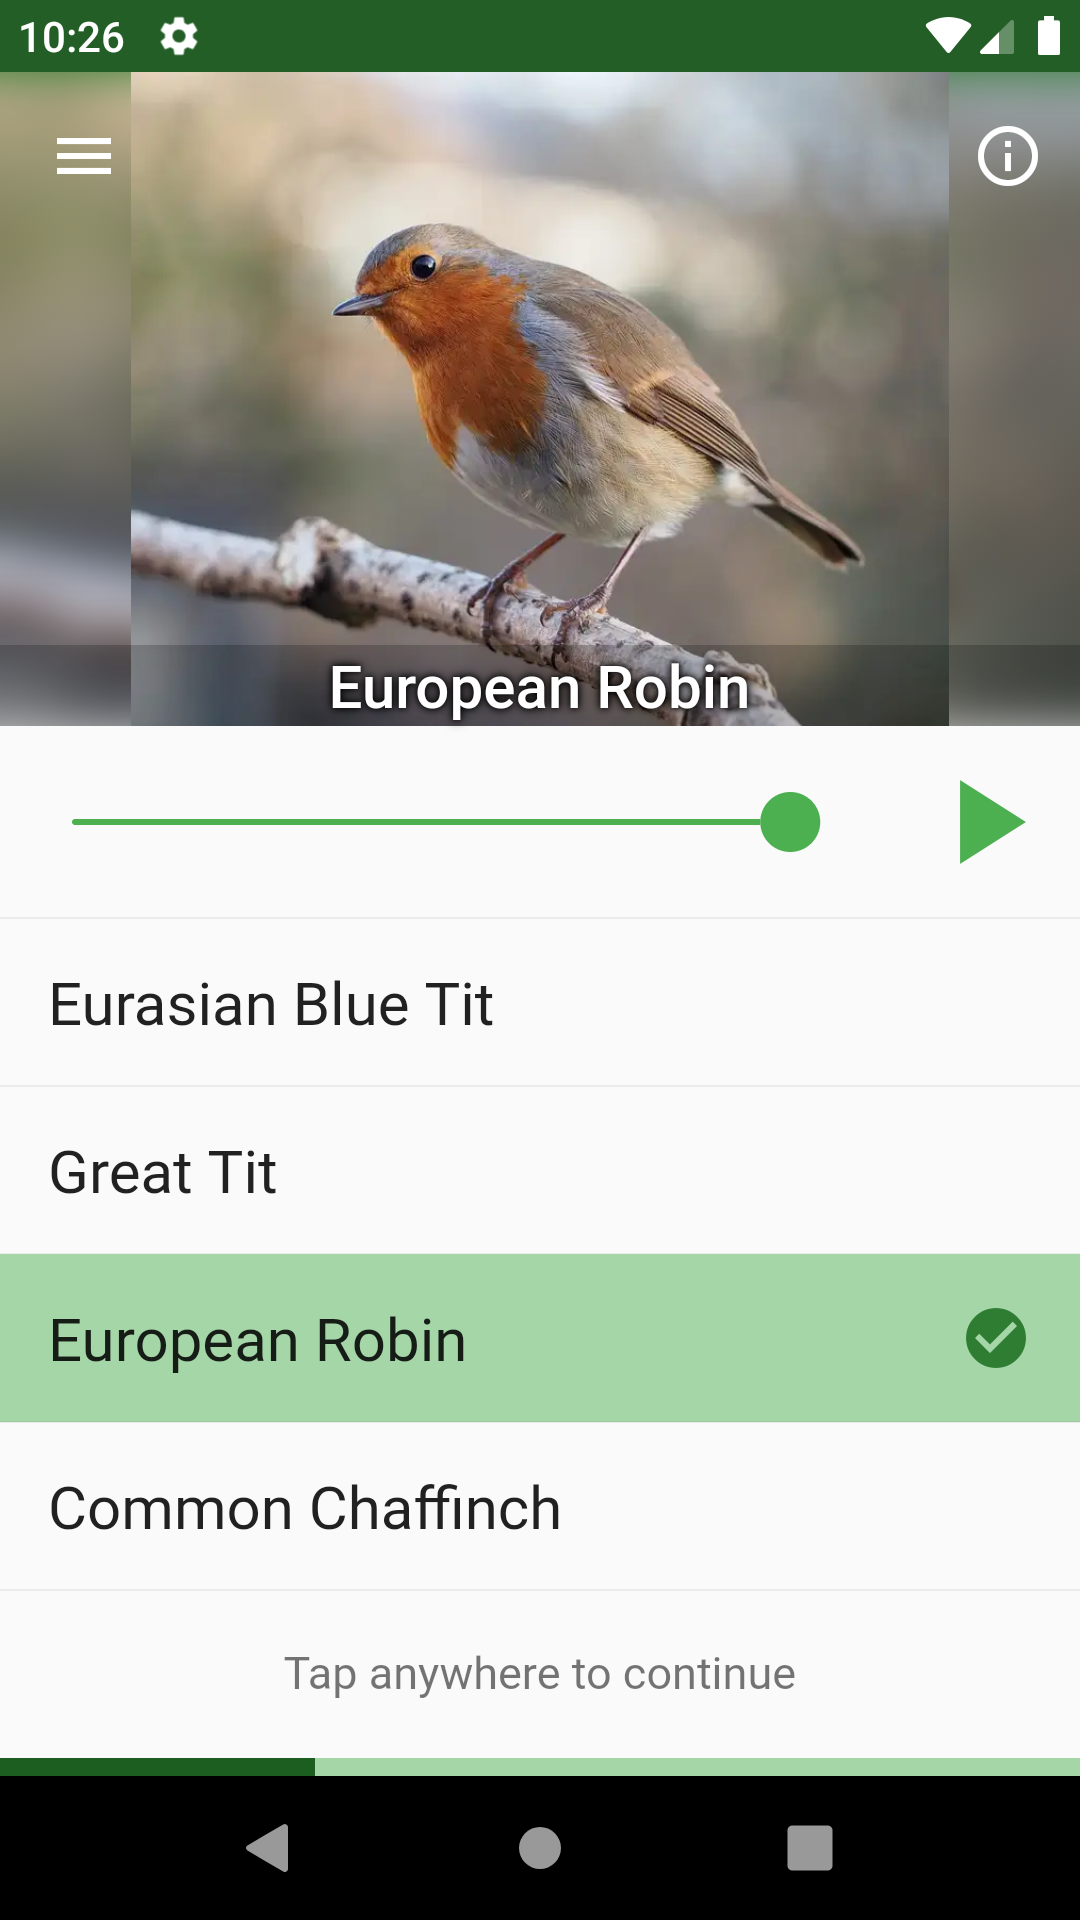 10:26
European Robin
Eurasian Blue Tit
Great Tit
European Robin
Common Chaffinch
Tap anywhere to continue